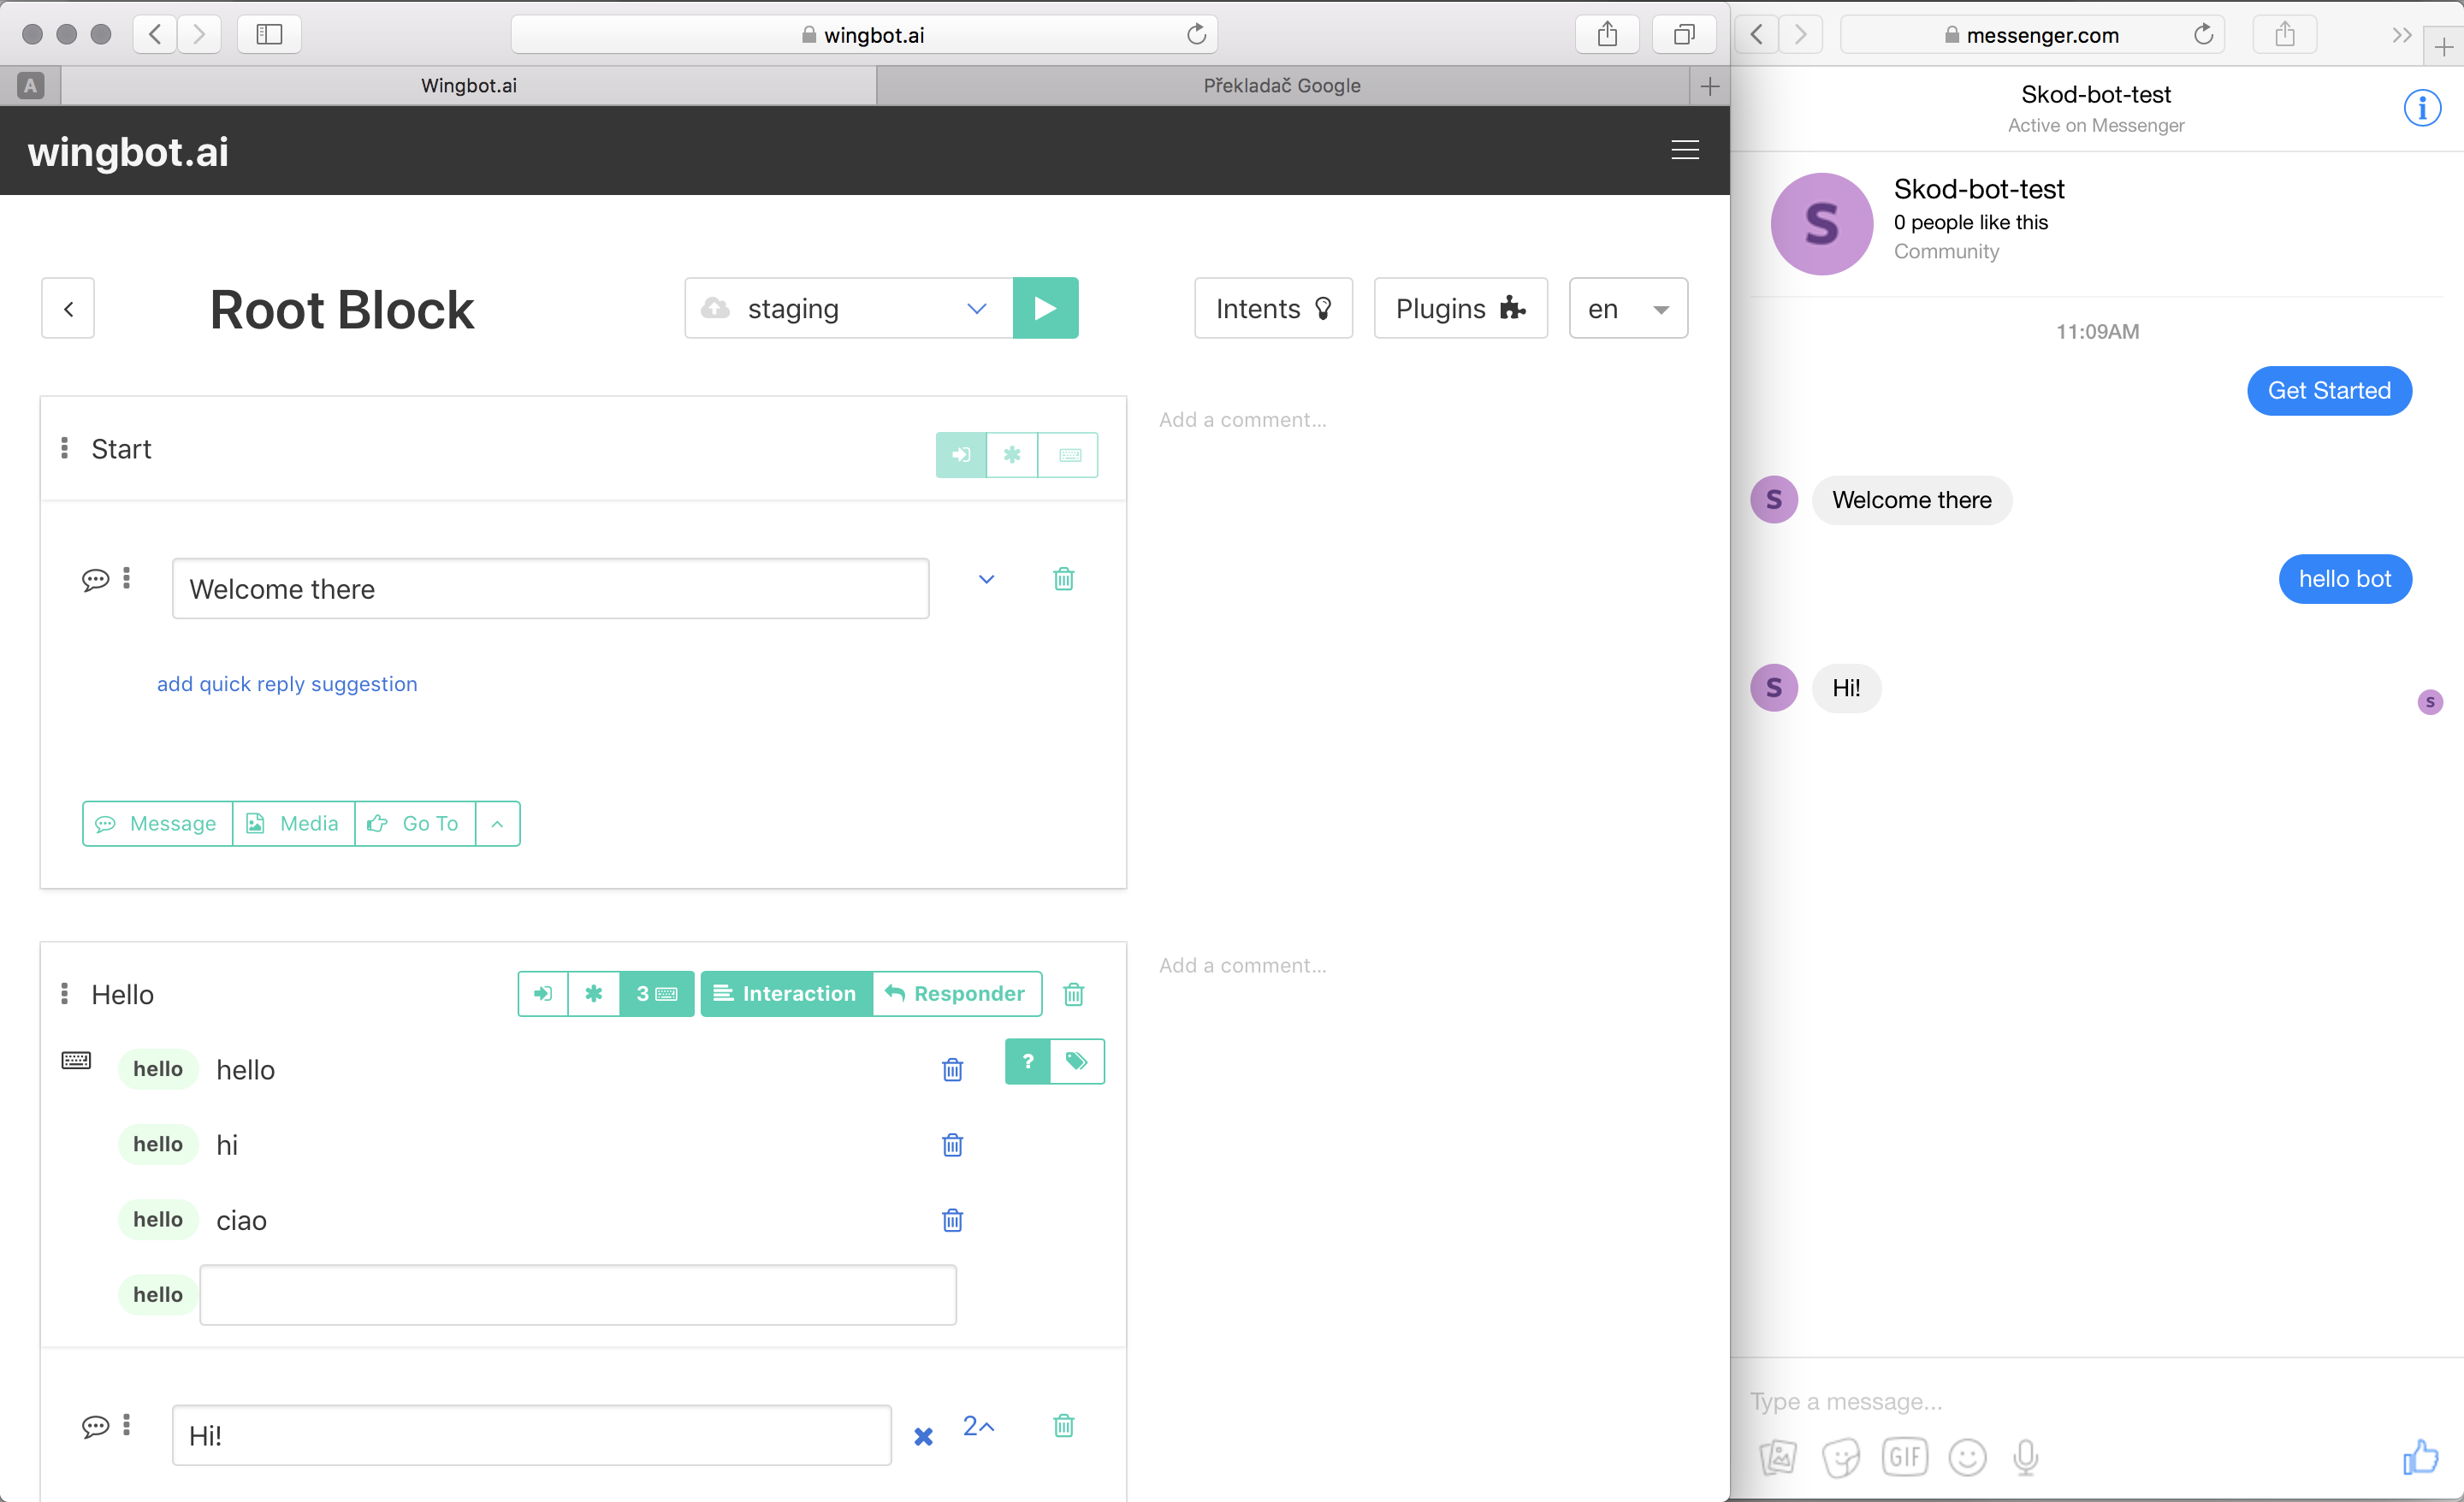 wingbot.ai
A
Wingbot.ai
Překladač Google
wingbot.ai
Root Block
staging
Intents
Plugins
en
Start
Add a comment...
Welcome there
add quick reply suggestion
Message
Media
Go To
Hello
3
Interaction
Responder
Add a comment...
hello hello
?
hello hi
hello ciao
hello
Hi!
2
messenger.com
Skod-bot-test
Active on Messenger
i
S
Skod-bot-test
0 people like this
Community
11:09AM
Get Started
S
Welcome there
hello bot
S
Hi!
S
Type a message...
GIF